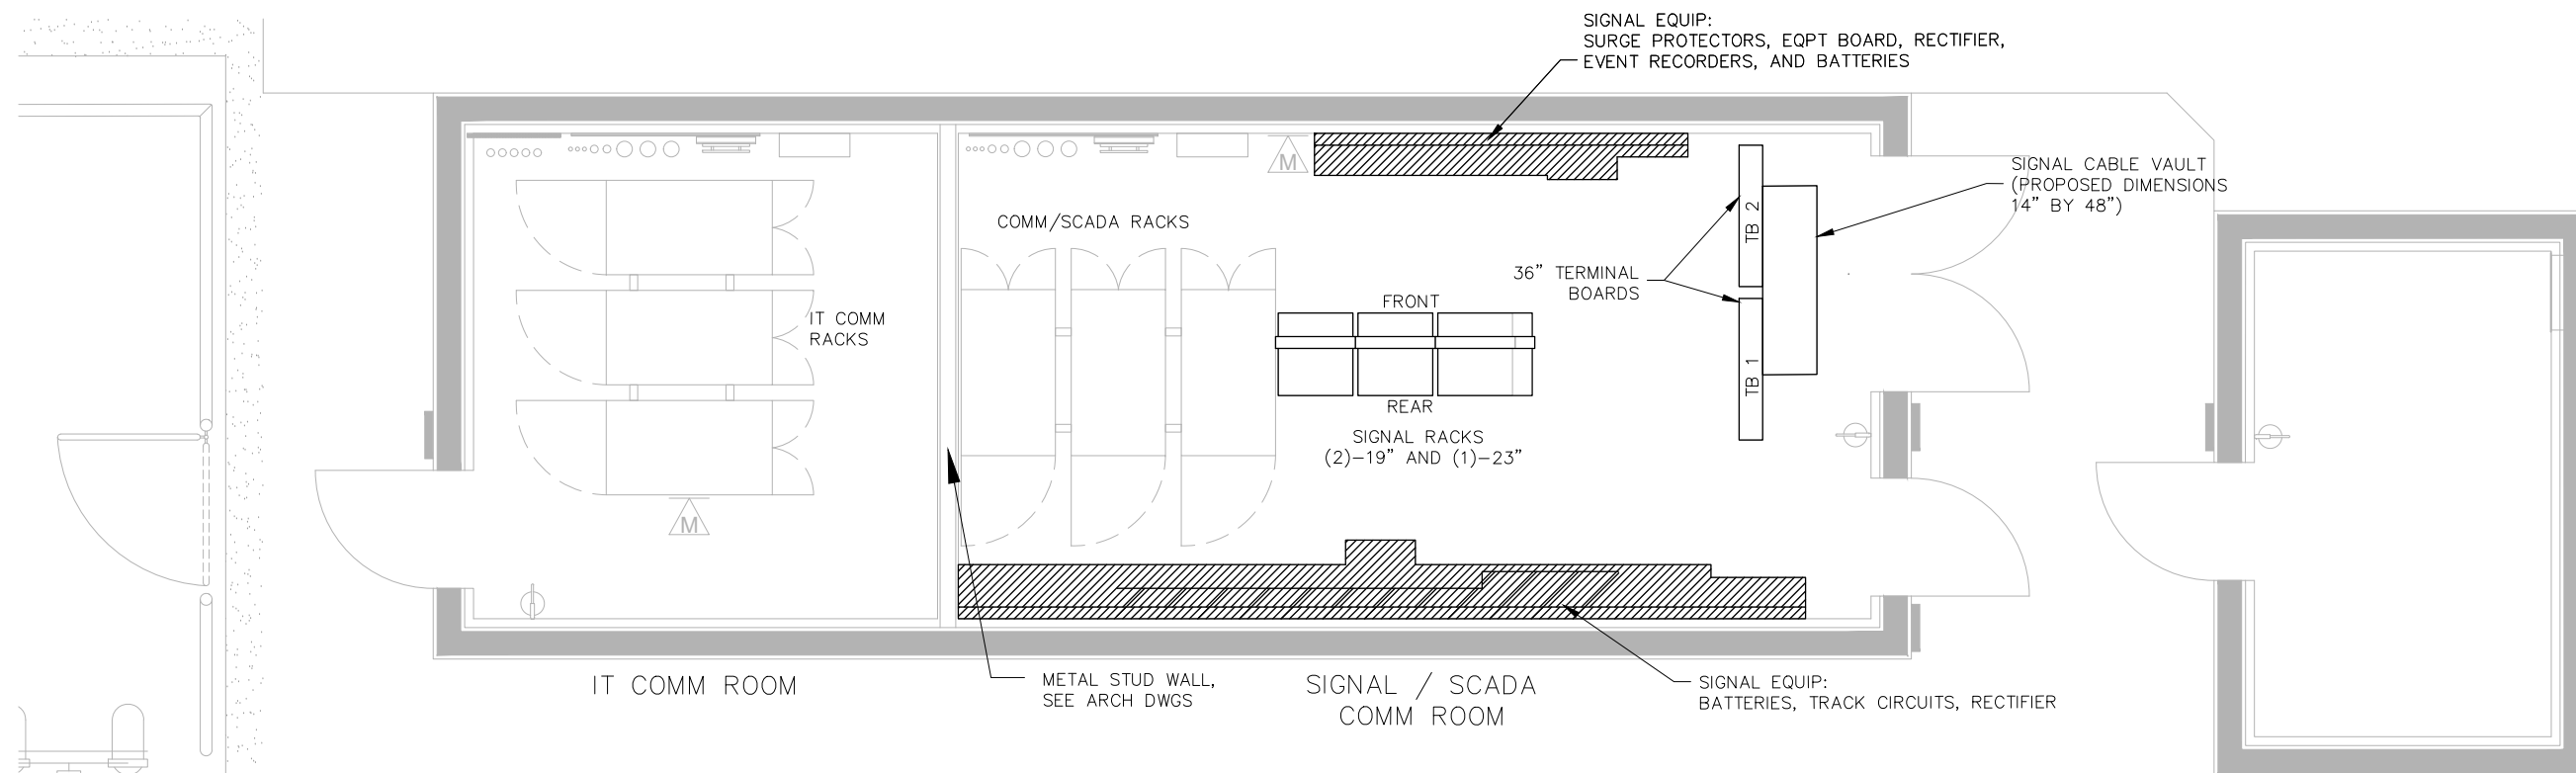 SIGNAL EQUIP:
SURGE PROTECTORS, EQPT BOARD, RECTIFIER,
EVENT RECORDERS, AND BATTERIES
SIGNAL CABLE VAULT
(PROPOSED DIMENSIONS
14” BY 48”)
M
COMM/SCADA RACKS
TB 2
36” TERMINAL
BOARDS
FRONT
IT COMM
RACKS
TB 1
REAR
SIGNAL RACKS
(2)-19” AND (1)-23”
M
IT COMM ROOM
METAL STUD WALL,
SEE ARCH DWGS
SIGNAL / SCADA
COMM ROOM
SIGNAL EQUIP:
BATTERIES, TRACK CIRCUITS, RECTIFIER